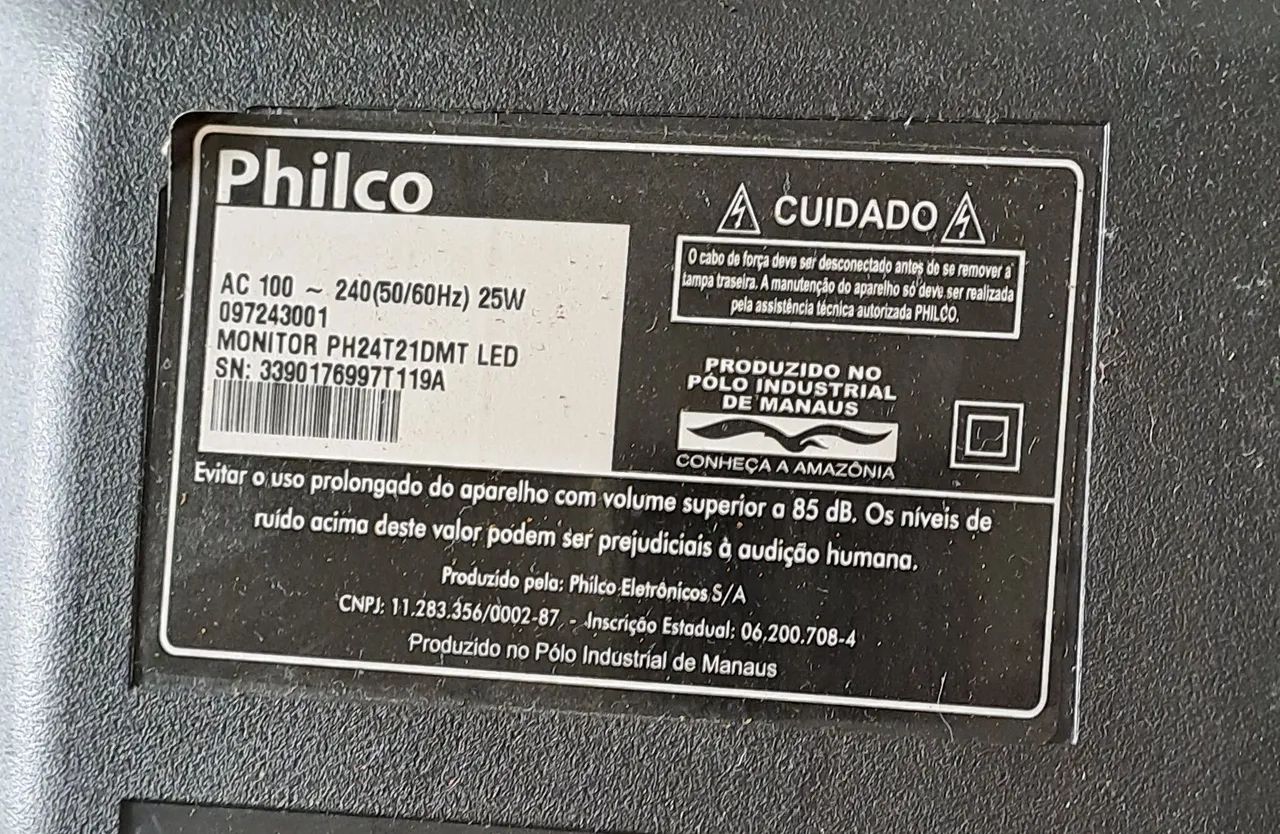 Philco
AC 100 ~ 240(50/60Hz) 25W
097243001
MONITOR PH24T21DMT LED
SN: 3390176997T119A
CUIDADO
O cabo de força deve ser desconectado antes de se remover a
tampa traseira. A manutenção do aparelho só deve ser realizada
pela assistência técnica autorizada PHILCO.
PRODUZIDO NO
PÓLO INDUSTRIAL
DE MANAUS
CONHEÇA A AMAZÔNIA
Evitar o uso prolongado do aparelho com volume superior a 85 dB. Os níveis de
ruído acima deste valor podem ser prejudiciais à audição humana.
Produzido pela: Philco Eletrônicos S/A
CNPJ: 11.283.356/0002-87 - Inscrição Estadual: 06.200.708-4
Produzido no Pólo Industrial de Manaus